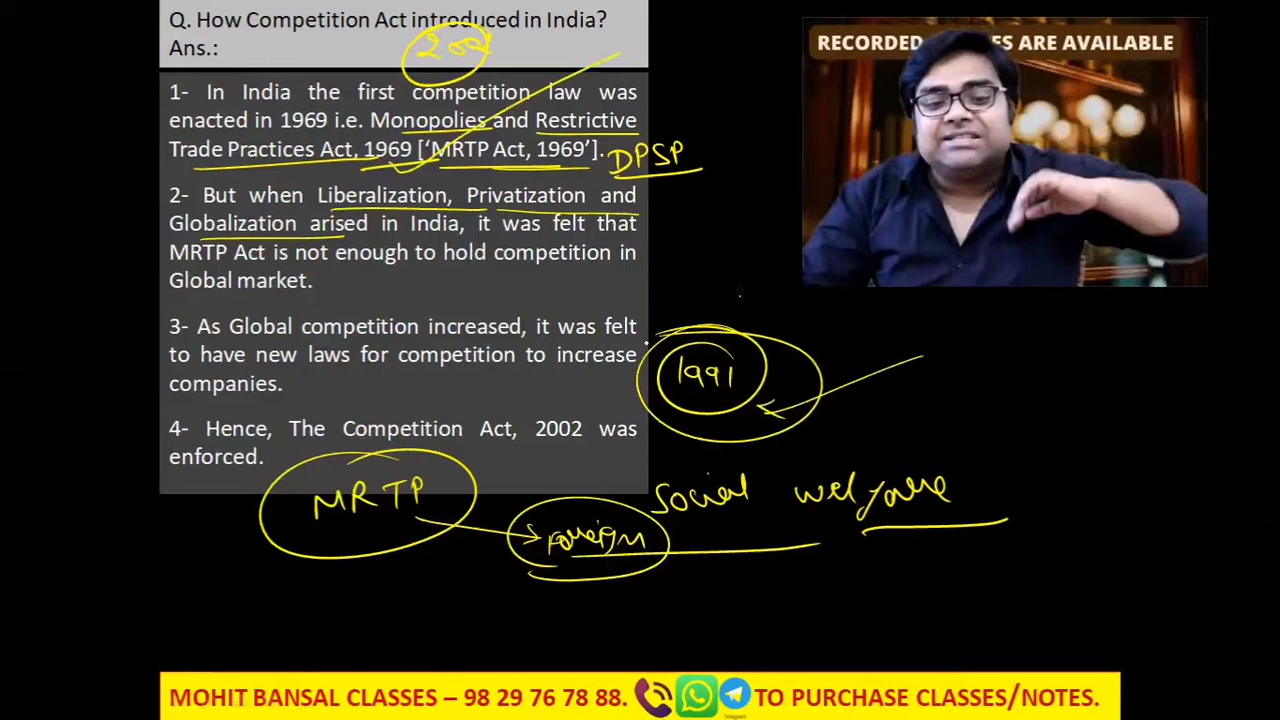 Q. How Competition Act introduced in India?
Ans.:
1- In India the first competition law was
enacted in 1969 i.e. Monopolies and Restrictive
Trade Practices Act, 1969 ['MRTP Act, 1969'].
DPSP
2- But when Liberalization, Privatization and
Globalization arised in India, it was felt that
MRTP Act is not enough to hold competition in
Global market.
3- As Global competition increased, it was felt
to have new laws for competition to increase
companies.
1991
4- Hence, The Competition Act, 2002 was
enforced.
MRTP
Social welfare
Foreign
RECORDED ARE AVAILABLE
MOHIT BANSAL CLASSES – 98 29 76 78 88. TO PURCHASE CLASSES/NOTES.
Telegram